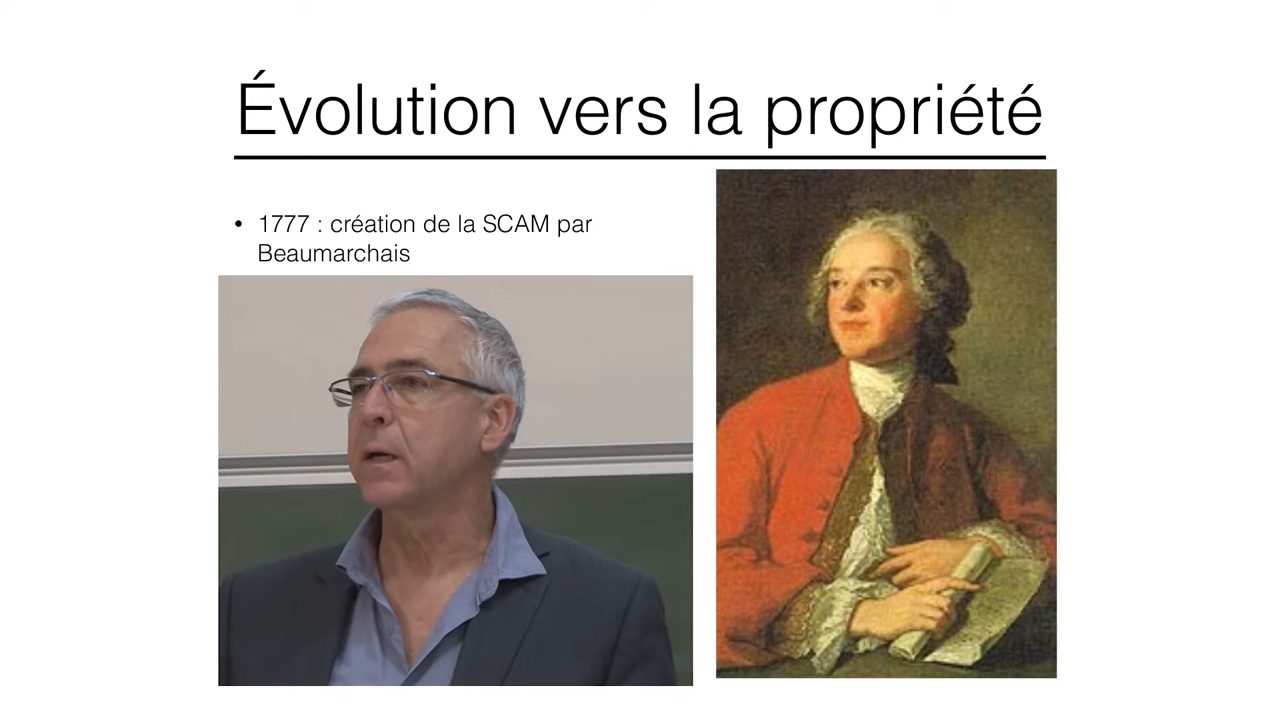 Évolution vers la propriété
• 1777 : création de la SCAM par
Beaumarchais